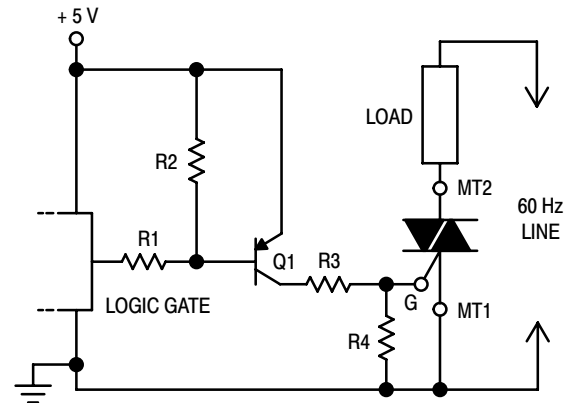 + 5 V
LOAD
R2
MT2
60 Hz
LINE
R1
Q1
R3
LOGIC GATE
G
MT1
R4